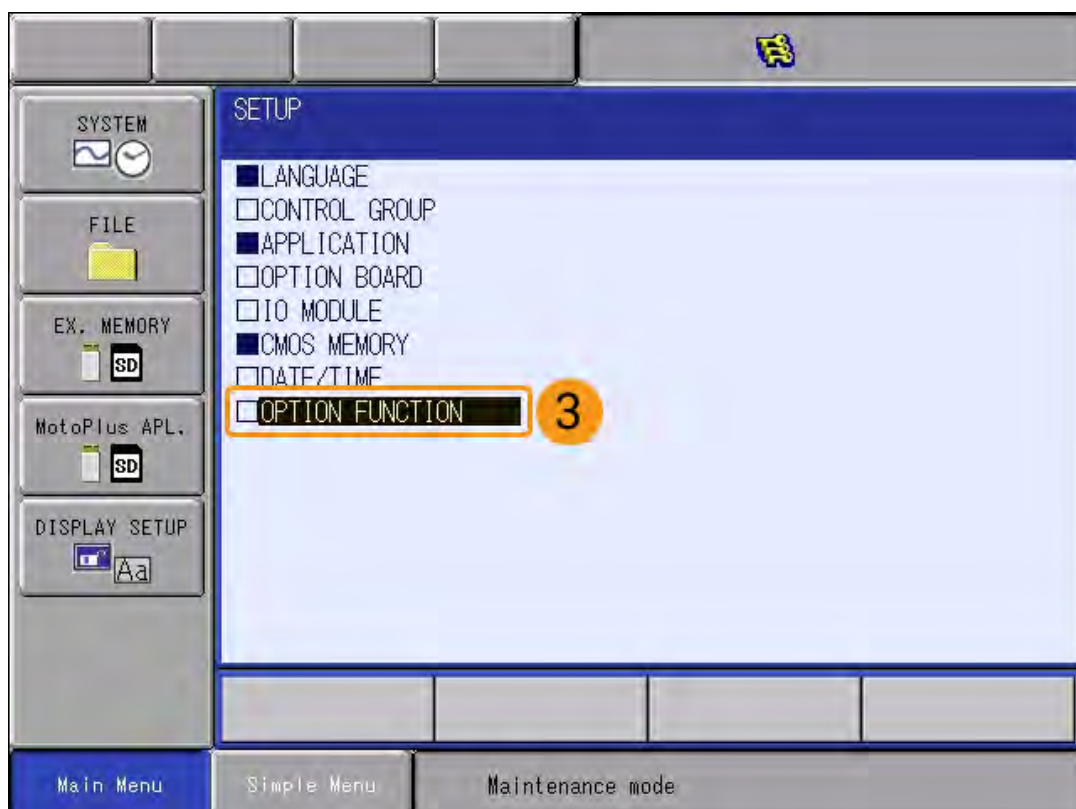 SYSTEM
FILE
EX. MEMORY
SD
MotoPlus APL.
SD
DISPLAY SETUP
Aa
SETUP
LANGUAGE
CONTROL GROUP
APPLICATION
OPTION BOARD
IO MODULE
CMOS MEMORY
DATE/TIME
OPTION FUNCTION
3
Main Menu
Simple Menu
Maintenance mode